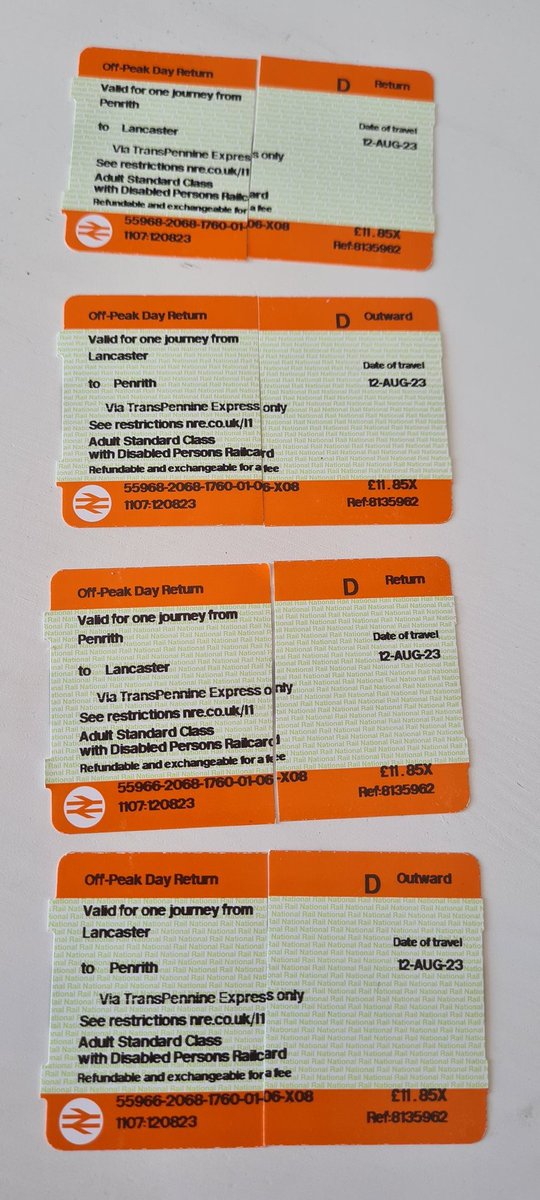 Off-Peak Day Return D Return
Valid for one journey from
Penrith Date of travel
to Lancaster 12-AUG-23
Via TransPennine Express only
See restrictions nre.co.uk/I1
Adult Standard Class
with Disabled Persons Railcard
Refundable and exchangeable for a fee
55968-2068-1760-01-06-X08 £11.85X
1107:120823 Ref:8135962
Off-Peak Day Return D Outward
Valid for one journey from
Lancaster Date of travel
to Penrith 12-AUG-23
Via TransPennine Express only
See restrictions nre.co.uk/I1
Adult Standard Class
with Disabled Persons Railcard
Refundable and exchangeable for a fee
55968-2068-1760-01-06-X08 £11.85X
1107:120823 Ref:8135962
Off-Peak Day Return D Return
Valid for one journey from
Penrith Date of travel
to Lancaster 12-AUG-23
Via TransPennine Express only
See restrictions nre.co.uk/I1
Adult Standard Class
with Disabled Persons Railcard
Refundable and exchangeable for a fee
55966-2068-1760-01-06-X08 £11.85X
1107:120823 Ref:8135962
Off-Peak Day Return D Outward
Valid for one journey from
Lancaster Date of travel
to Penrith 12-AUG-23
Via TransPennine Express only
See restrictions nre.co.uk/I1
Adult Standard Class
with Disabled Persons Railcard
Refundable and exchangeable for a fee
55966-2068-1760-01-06-X08 £11.85X
1107:120823 Ref:8135962